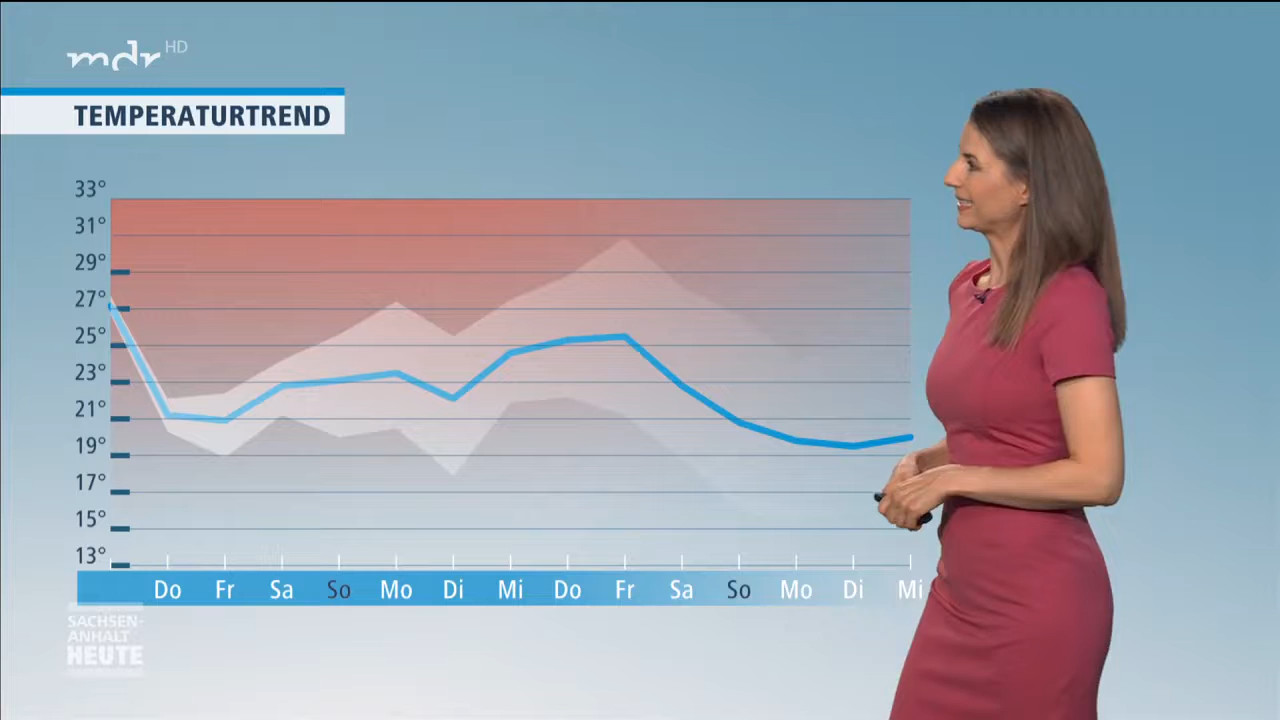 mdr HD
TEMPERATURTREND
33°
31°
29°
27°
25°
23°
21°
19°
17°
15°
13°
Do Fr Sa So Mo Di Mi Do Fr Sa So Mo Di Mi
SACHSEN-
ANHALT
HEUTE